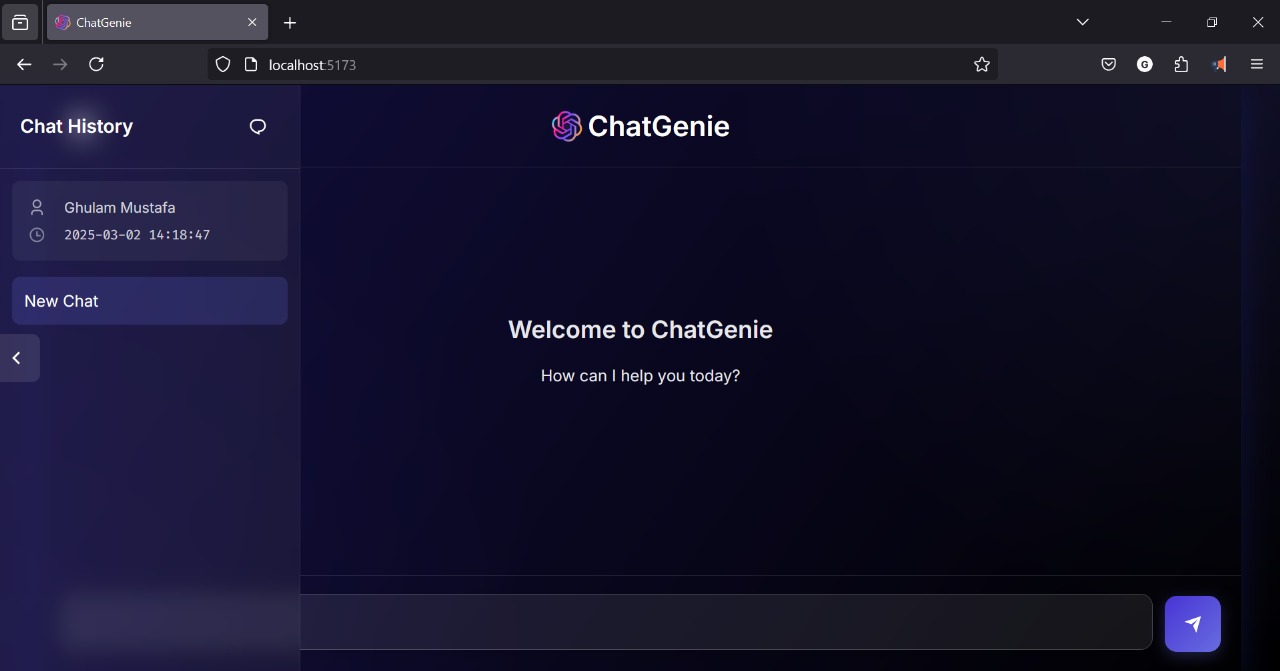 ChatGenie
localhost:5173
G
Chat History
ChatGenie
Ghulam Mustafa
2025-03-02 14:18:47
New Chat
Welcome to ChatGenie
How can I help you today?